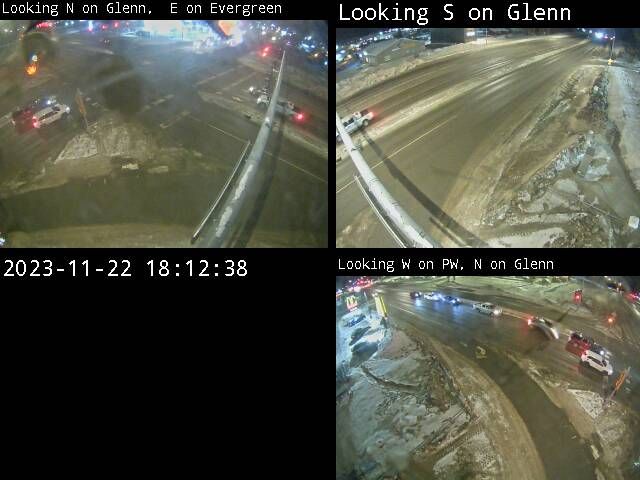 Looking N on Glenn,  E on Evergreen
Looking S on Glenn
2023-11-22 18:12:38
Looking W on PW, N on Glenn